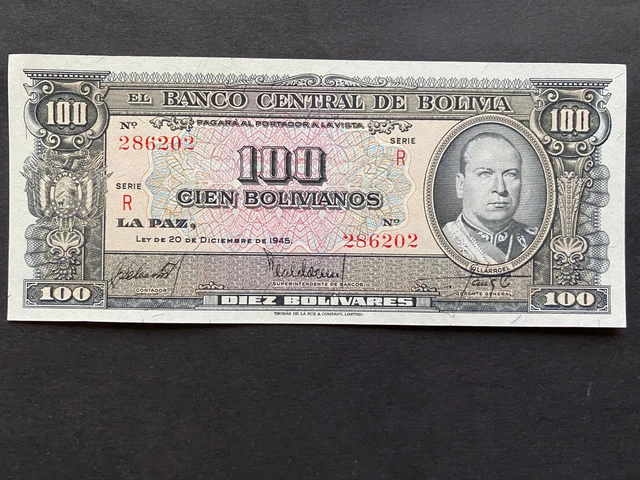 100 EL BANCO CENTRAL DE BOLIVIA 100
PAGARÁ AL PORTADOR A LA VISTA
Nº 286202
SERIE R
100
SERIE R
CIEN BOLIVIANOS
LA PAZ,
Nº 286202
LEY DE 20 DE DICIEMBRE DE 1945.
VILLARROEL
CONTADOR
SUPERINTENDENTE DE BANCOS
GERENTE GENERAL
100 DIEZ BOLÍVARES 100
THOMAS DE LA RUE & COMPANY, LIMITED.